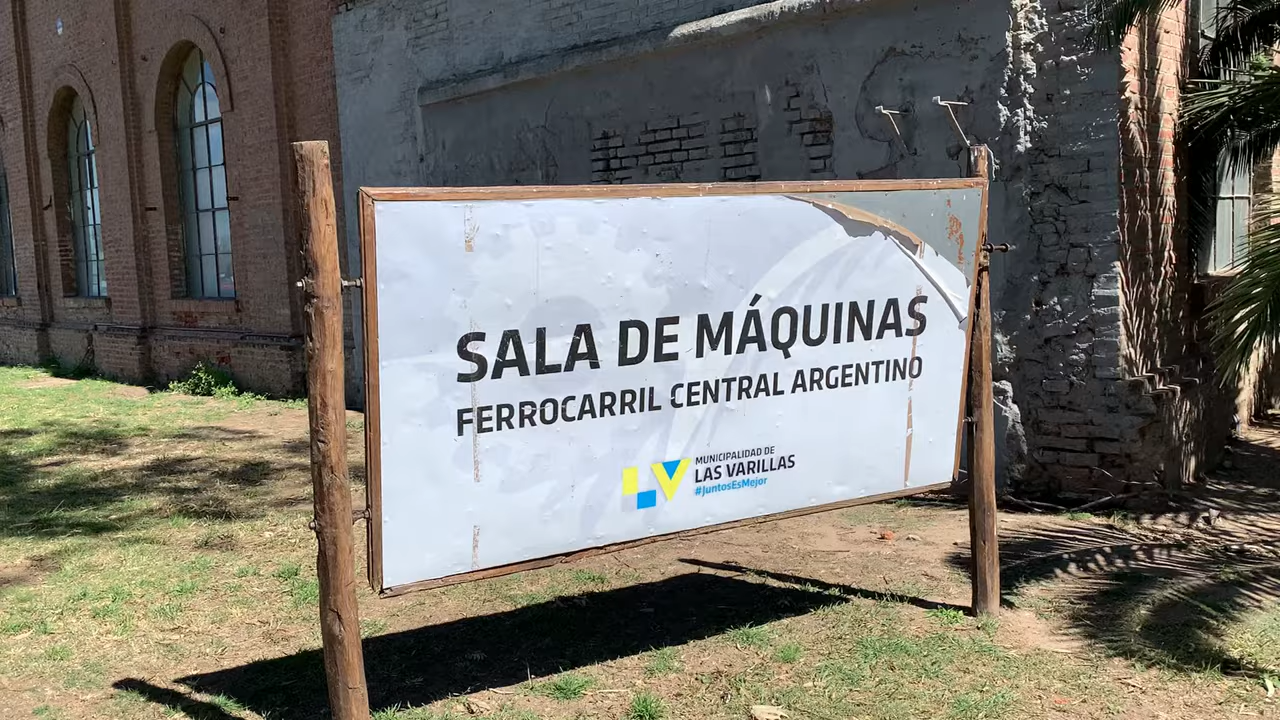 SALA DE MÁQUINAS
FERROCARRIL CENTRAL ARGENTINO
MUNICIPALIDAD DE
LAS VARILLAS
#JuntosEsMejor